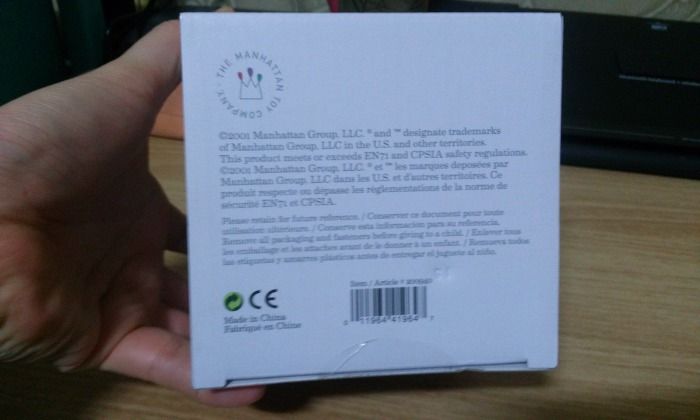 · THE MANHATTAN TOY COMPANY ·
©2001 Manhattan Group, LLC. ® and ™ designate trademarks
of Manhattan Group, LLC in the U.S. and other territories.
This product meets or exceeds EN71 and CPSIA safety regulations.
©2001 Manhattan Group, LLC. ® et ™ les marques deposées par
Manhattan Group, LLC dans les U.S. et d'autres territoires. Ce
produit respecte ou dépasse les réglementations de la norme de
sécurité EN71 et CPSIA.
Please retain for future reference. / Conserver ce document pour toute
utilisation ultérieure. / Conserve esta información para su referencia.
Remove all packaging and fasteners before giving to a child. / Enlever tous
les emballage et les attaches avant de le donner à un enfant. / Remueva todos
las etiquetas y amarres plásticos antes de entregar el juguete al niño.
Item / Article #
CE
Made in China
Fabriqué en Chine
0 11964 41964 7